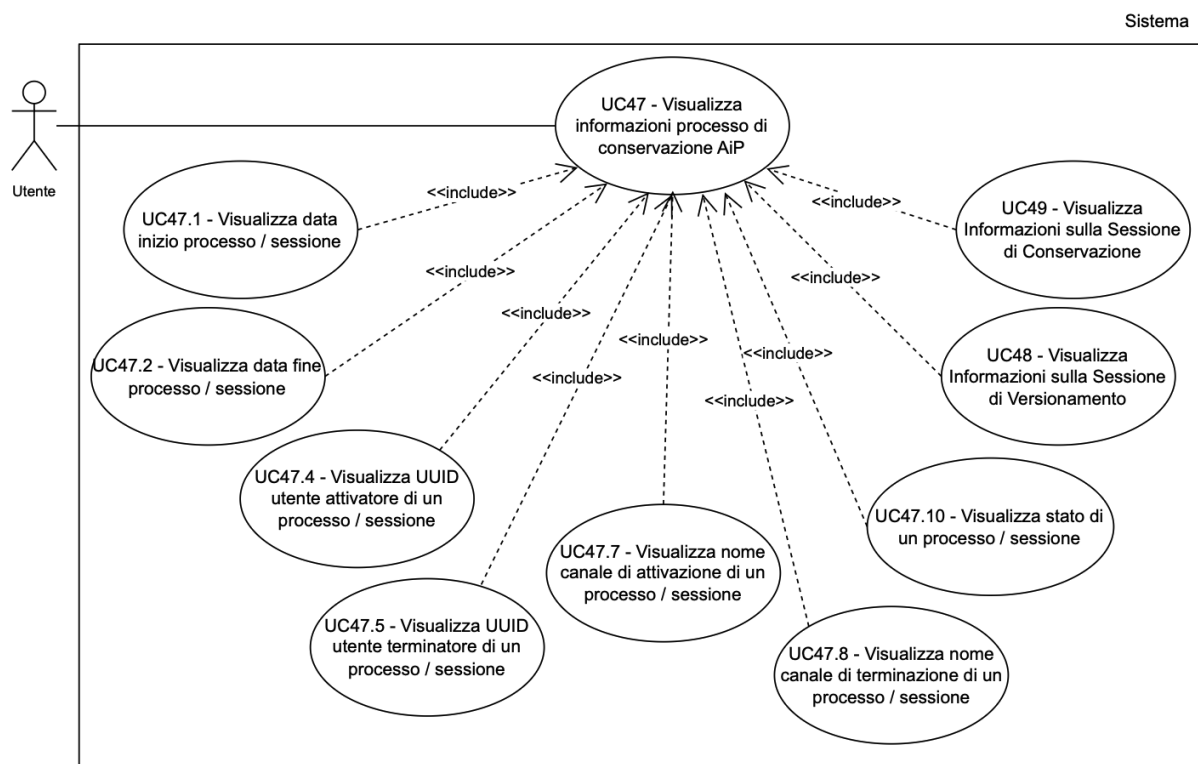 Sistema
UC47 - Visualizza
informazioni processo di
conservazione AiP
Utente
<<include>>
<<include>>
UC47.1 - Visualizza data
inizio processo / sessione
UC49 - Visualizza
Informazioni sulla Sessione
di Conservazione
<<include>>
<<include>>
<<include>>
<<include>>
<<include>>
UC47.2 - Visualizza data fine
processo / sessione
UC48 - Visualizza
Informazioni sulla Sessione
di Versionamento
<<include>>
<<include>>
UC47.4 - Visualizza UUID
utente attivatore di un
processo / sessione
UC47.10 - Visualizza stato di
un processo / sessione
UC47.7 - Visualizza nome
canale di attivazione di un
processo / sessione
UC47.5 - Visualizza UUID
utente terminatore di un
processo / sessione
UC47.8 - Visualizza nome
canale di terminazione di un
processo / sessione